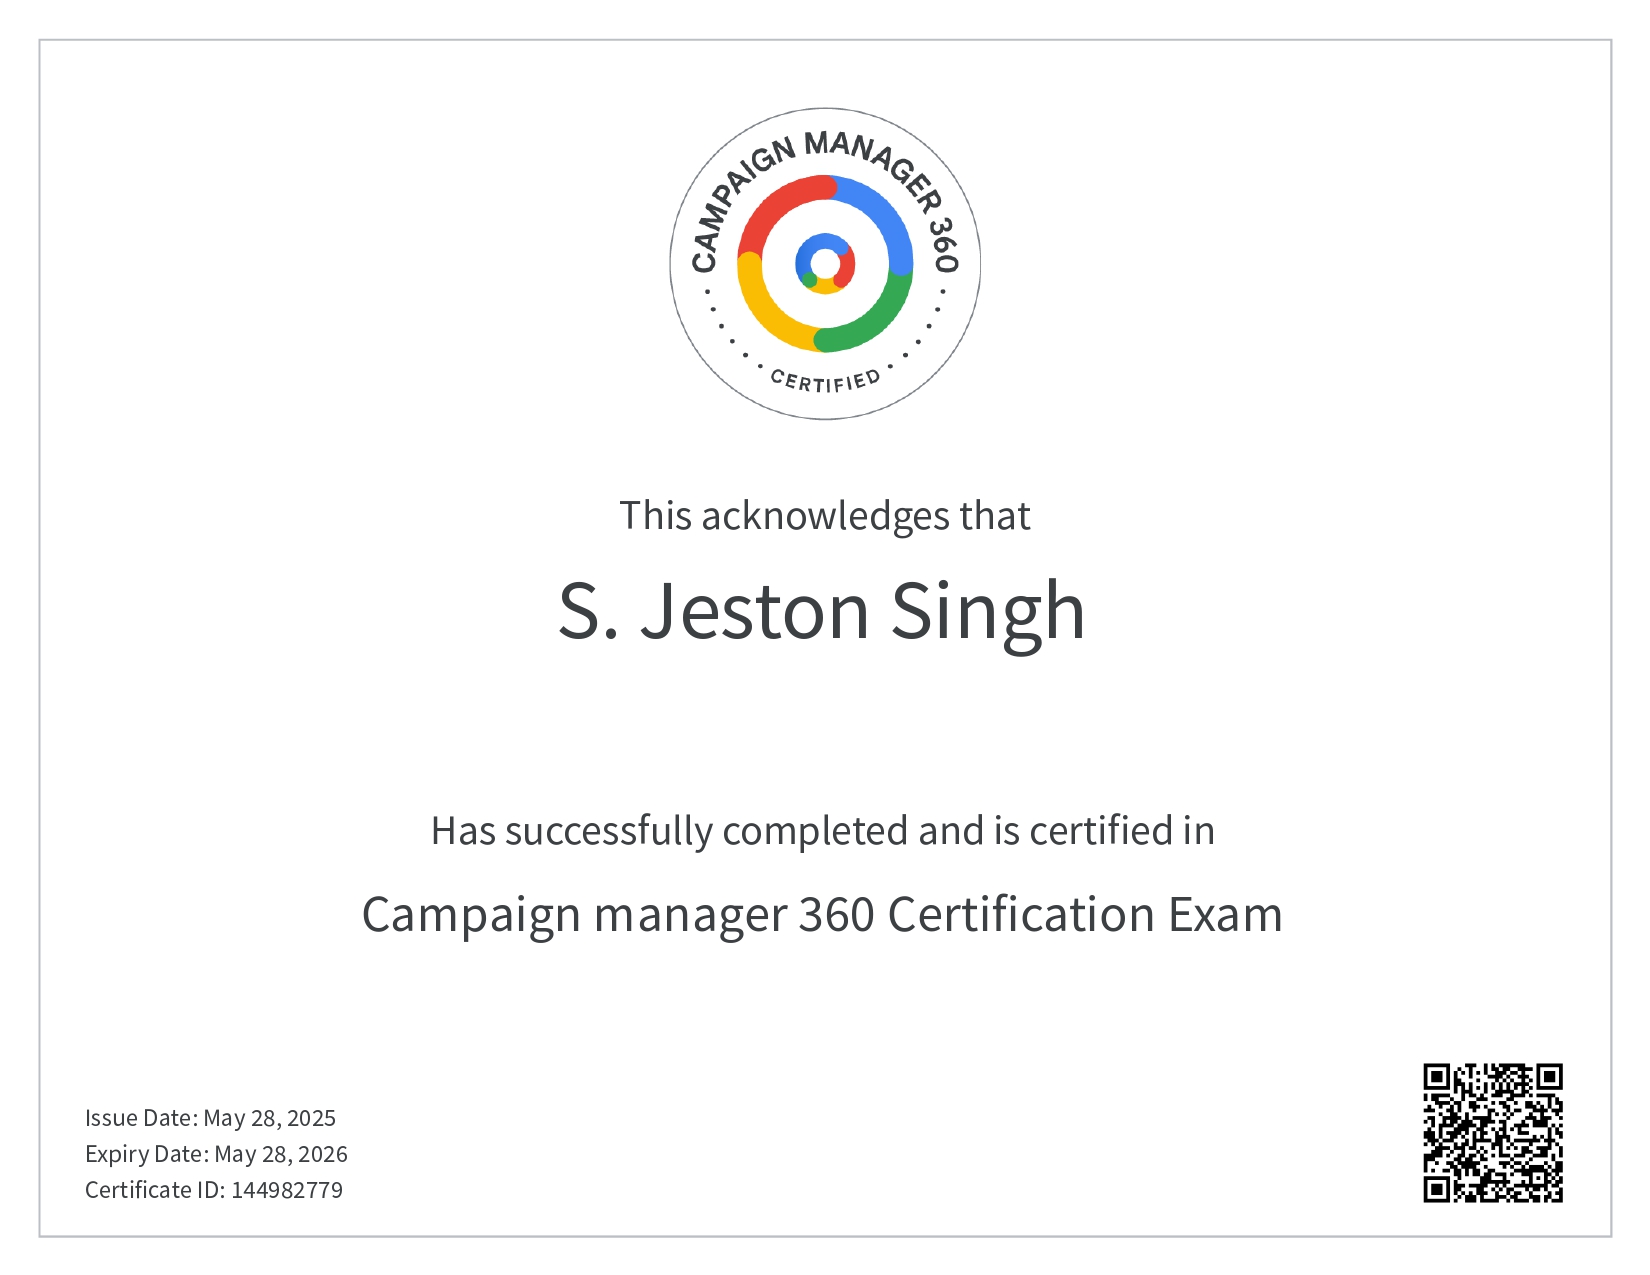 CAMPAIGN MANAGER 360
CERTIFIED
This acknowledges that
S. Jeston Singh
Has successfully completed and is certified in
Campaign manager 360 Certification Exam
Issue Date: May 28, 2025
Expiry Date: May 28, 2026
Certificate ID: 144982779